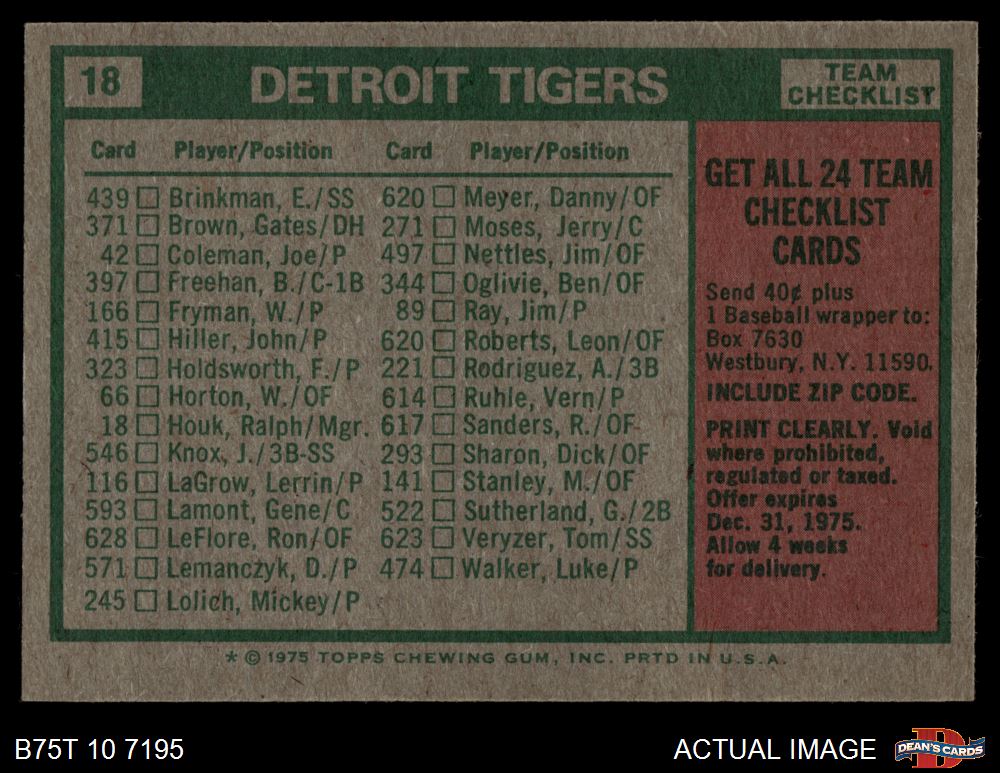 18
DETROIT TIGERS
TEAM
CHECKLIST
Card Player/Position Card Player/Position
439 □ Brinkman, E./SS 620 □ Meyer, Danny/OF
371 □ Brown, Gates/DH 271 □ Moses, Jerry/C
42 □ Coleman, Joe/P 497 □ Nettles, Jim/OF
397 □ Freehan, B./C-1B 344 □ Oglivie, Ben/OF
166 □ Fryman, W./P 89 □ Ray, Jim/P
415 □ Hiller, John/P 620 □ Roberts, Leon/OF
323 □ Holdsworth, F./P 221 □ Rodriguez, A./3B
66 □ Horton, W./OF 614 □ Ruhle, Vern/P
18 □ Houk, Ralph/Mgr. 617 □ Sanders, R./OF
546 □ Knox, J./3B-SS 293 □ Sharon, Dick/OF
116 □ LaGrow, Lerrin/P 141 □ Stanley, M./OF
593 □ Lamont, Gene/C 522 □ Sutherland, G./2B
628 □ LeFlore, Ron/OF 623 □ Veryzer, Tom/SS
571 □ Lemanczyk, D./P 474 □ Walker, Luke/P
245 □ Lolich, Mickey/P
GET ALL 24 TEAM
CHECKLIST
CARDS
Send 40¢ plus
1 Baseball wrapper to:
Box 7630
Westbury, N.Y. 11590.
INCLUDE ZIP CODE.
PRINT CLEARLY. Void
where prohibited,
regulated or taxed.
Offer expires
Dec. 31, 1975.
Allow 4 weeks
for delivery.
* © 1975 TOPPS CHEWING GUM, INC. PRTD IN U.S.A.
B75T 10 7195
ACTUAL IMAGE
D
DEAN'S CARDS